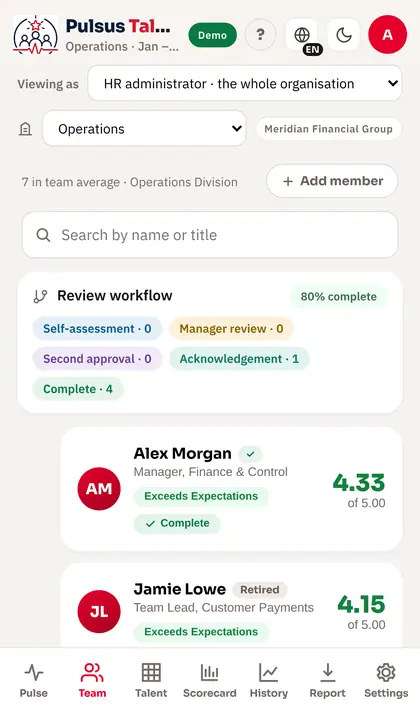 Pulsus Tal...
Operations · Jan –...
Demo
?
EN
A
Viewing as
HR administrator · the whole organisation
Operations
Meridian Financial Group
7 in team average · Operations Division
+ Add member
Search by name or title
Review workflow
80% complete
Self-assessment · 0
Manager review · 0
Second approval · 0
Acknowledgement · 1
Complete · 4
AM
Alex Morgan
Manager, Finance & Control
Exceeds Expectations
Complete
4.33
of 5.00
JL
Jamie Lowe
Retired
Team Lead, Customer Payments
Exceeds Expectations
4.15
of 5.00
Pulse
Team
Talent
Scorecard
History
Report
Settings